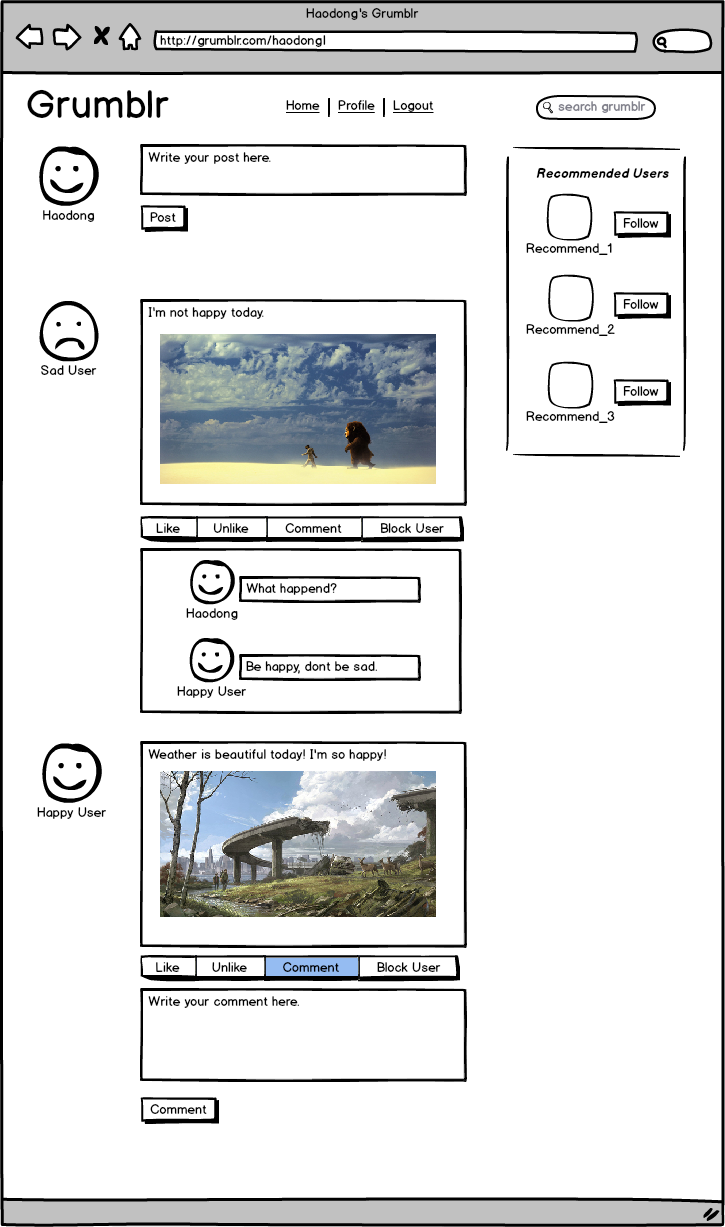 Haodong's Grumblr
http://grumblr.com/haodongl
Grumblr
Home | Profile | Logout
search grumblr
Write your post here.
Haodong
Post
Recommended Users
Recommend_1
Follow
Recommend_2
Follow
Recommend_3
Follow
Sad User
I'm not happy today.
Like Unlike Comment Block User
Haodong
What happend?
Happy User
Be happy, dont be sad.
Happy User
Weather is beautiful today! I'm so happy!
Like Unlike Comment Block User
Write your comment here.
Comment